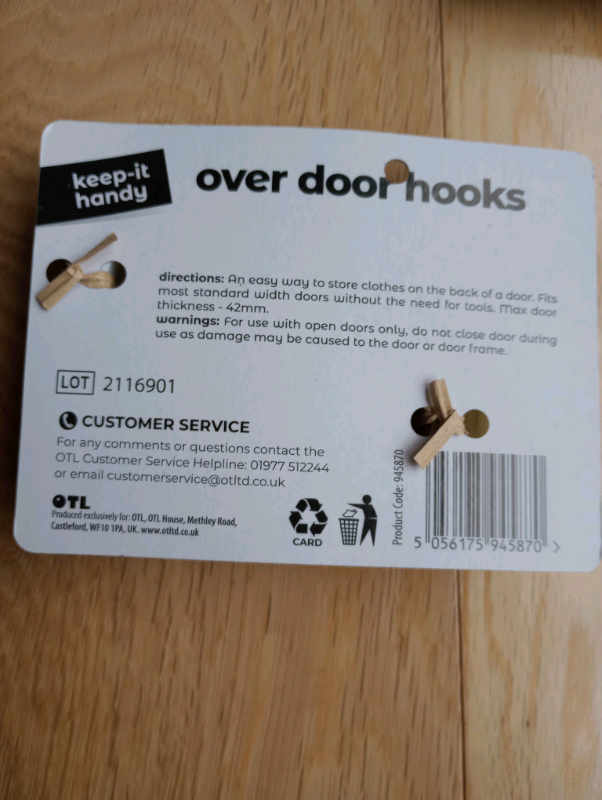 keep-it
handy
over door hooks
directions: An easy way to store clothes on the back of a door. Fits
most standard width doors without the need for tools. Max door
thickness - 42mm.
warnings: For use with open doors only, do not close door during
use as damage may be caused to the door or door frame.
LOT 2116901
CUSTOMER SERVICE
For any comments or questions contact the
OTL Customer Service Helpline: 01977 512244
or email customerservice@otltd.co.uk
OTL
Produced exclusively for: OTL, OTL House, Methley Road,
Castleford, WF10 1PA, UK. www.otltd.co.uk
CARD
Product Code: 945870
5 056175 945870 >